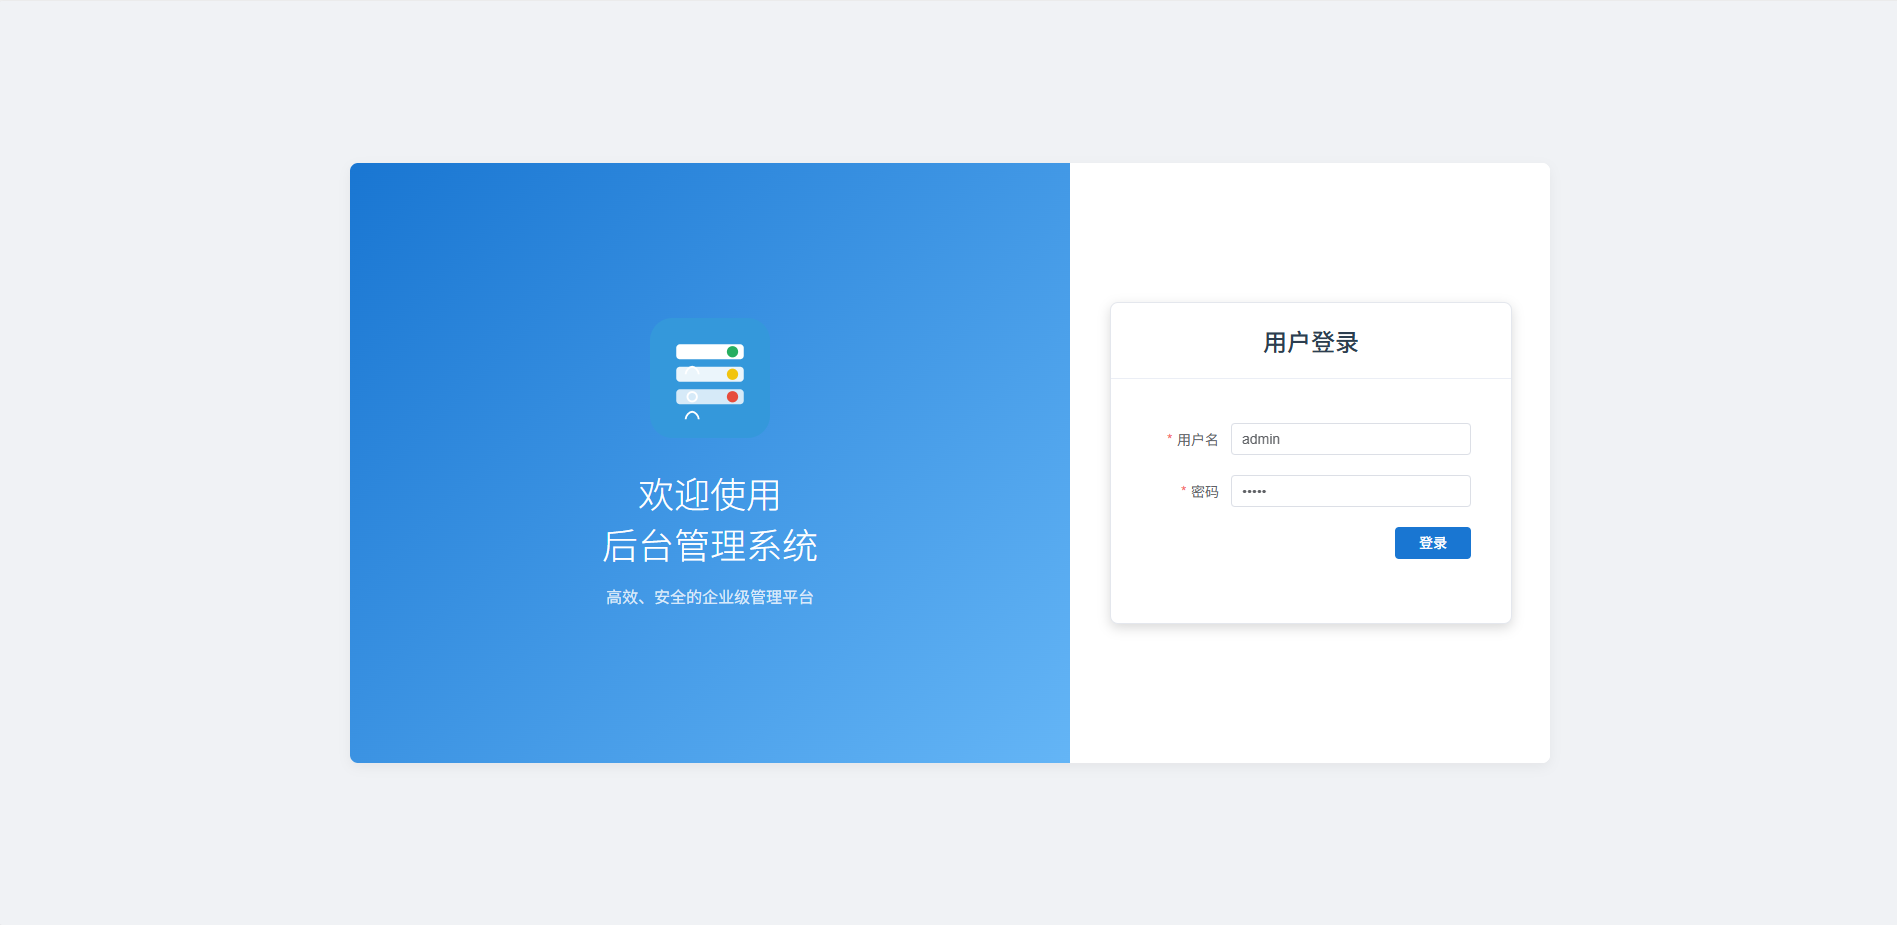 欢迎使用
后台管理系统
高效、安全的企业级管理平台
用户登录
* 用户名 admin
* 密码 •••••
登录